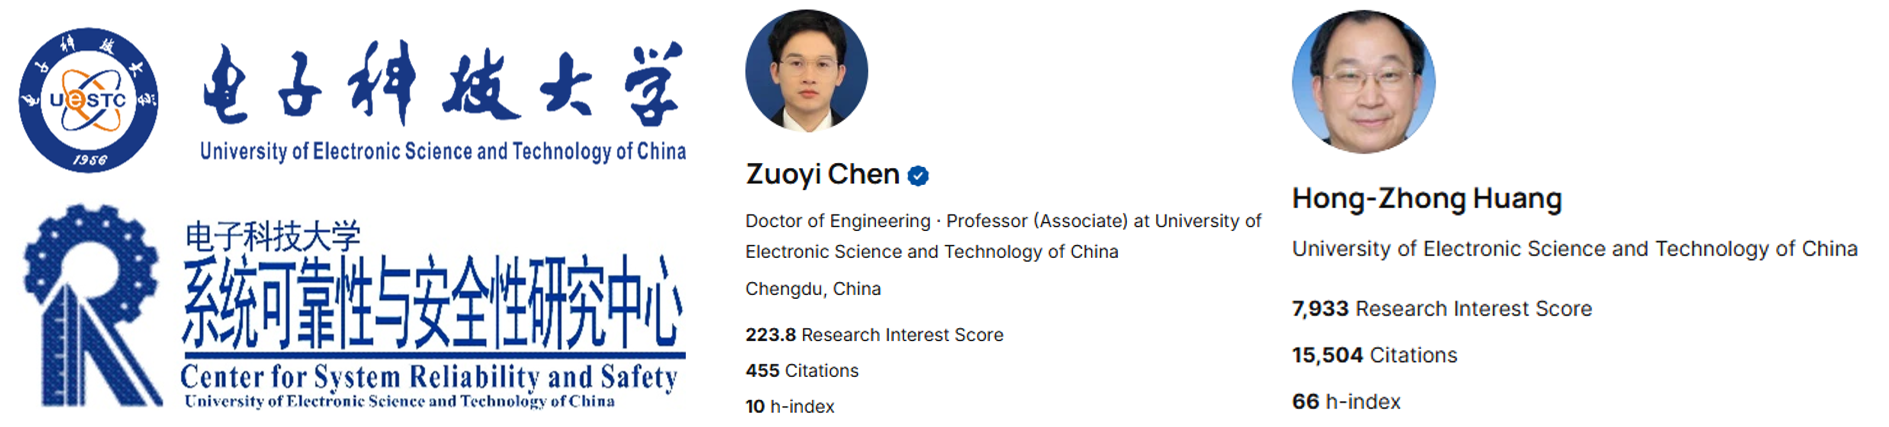 电子科技大学
UESTC
1956
电子科技大学
University of Electronic Science and Technology of China
电子科技大学
系统可靠性与安全性研究中心
Center for System Reliability and Safety
University of Electronic Science and Technology of China
Zuoyi Chen
Doctor of Engineering · Professor (Associate) at University of
Electronic Science and Technology of China
Chengdu, China
223.8 Research Interest Score
455 Citations
10 h-index
Hong-Zhong Huang
University of Electronic Science and Technology of China
7,933 Research Interest Score
15,504 Citations
66 h-index